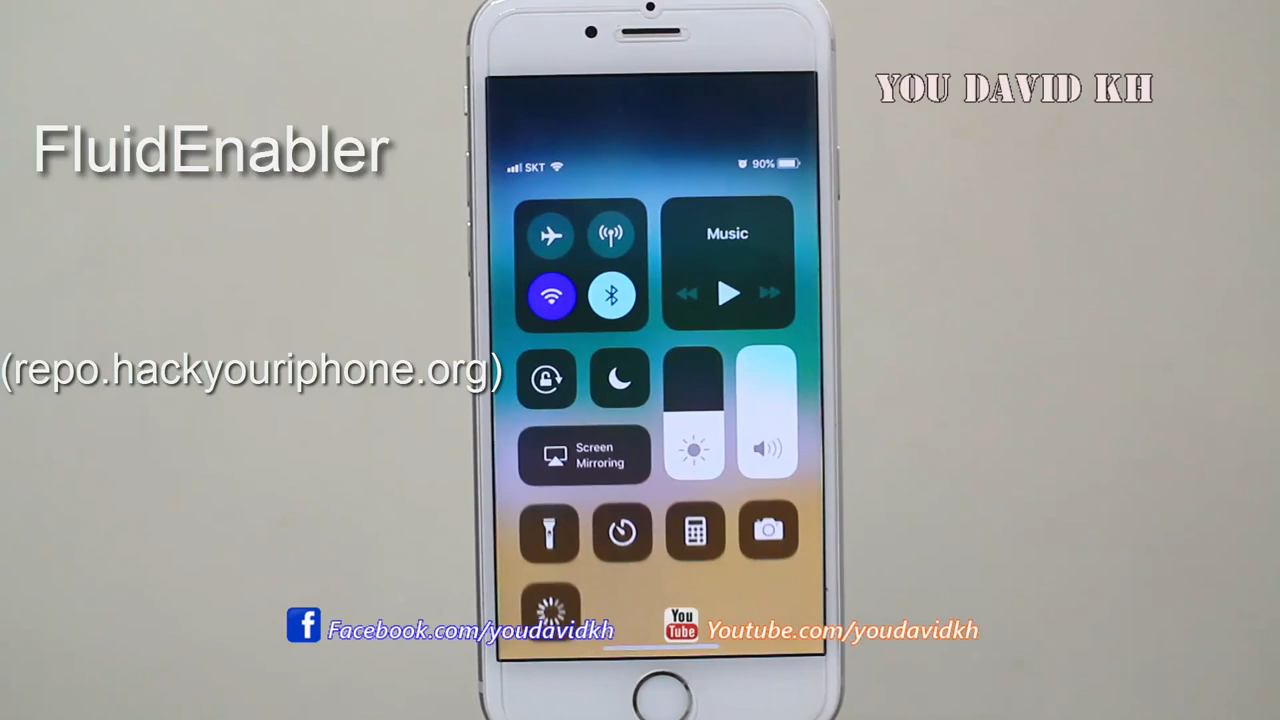 YOU DAVID KH
FluidEnabler
SKT
90%
Music
(repo.hackyouriphone.org)
Screen
Mirroring
Facebook.com/youdavidkh
You
Tube
Youtube.com/youdavidkh